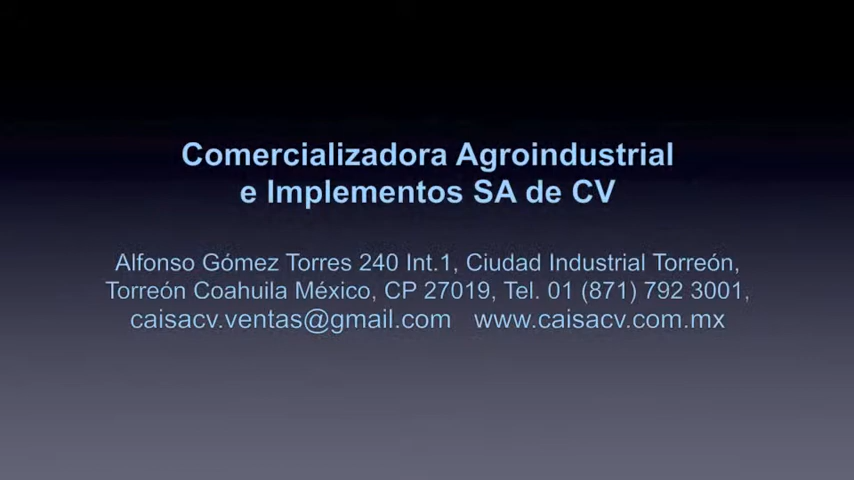 Comercializadora Agroindustrial
e Implementos SA de CV
Alfonso Gómez Torres 240 Int.1, Ciudad Industrial Torreón,
Torreón Coahuila México, CP 27019, Tel. 01 (871) 792 3001,
caisacv.ventas@gmail.com www.caisacv.com.mx